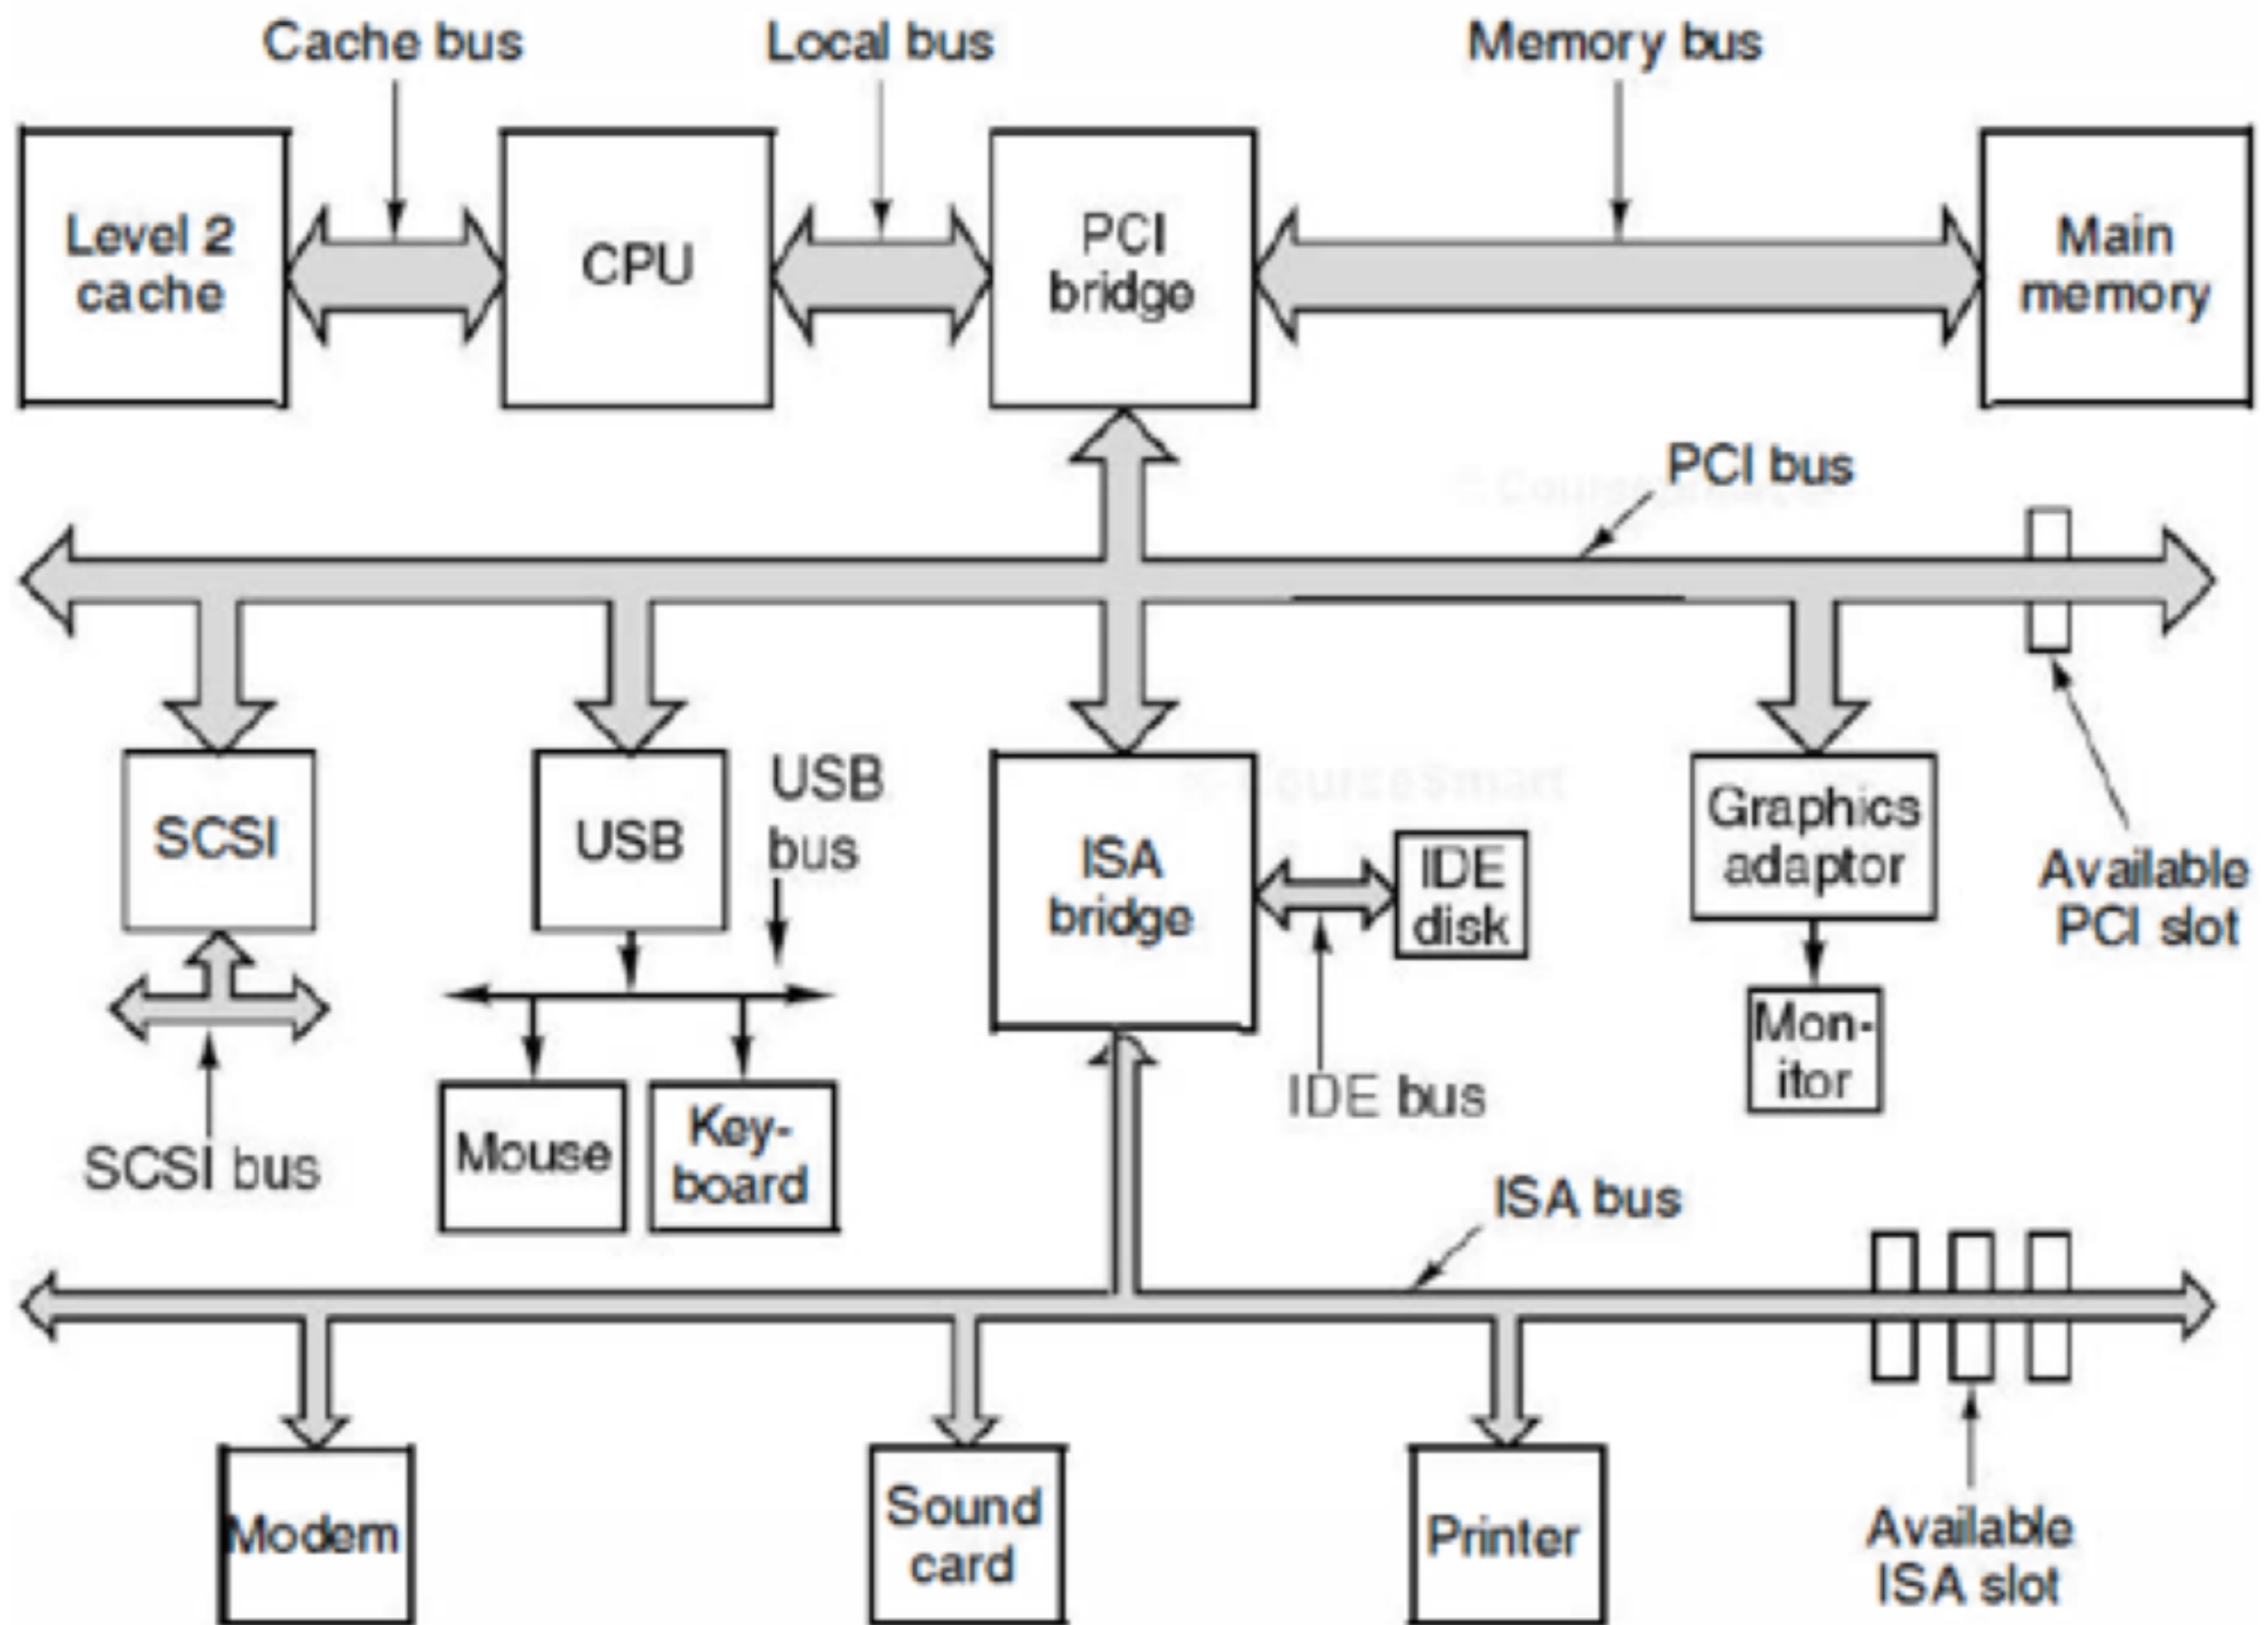 Cache bus
Local bus
Memory bus
Level 2
cache
CPU
PCI
bridge
Main
memory
PCI bus
SCSI
USB
USB
bus
ISA
bridge
IDE
disk
Graphics
adaptor
Available
PCI slot
Mon-
itor
IDE bus
SCSI bus
Mouse
Key-
board
ISA bus
Modem
Sound
card
Printer
Available
ISA slot
CourseSmart